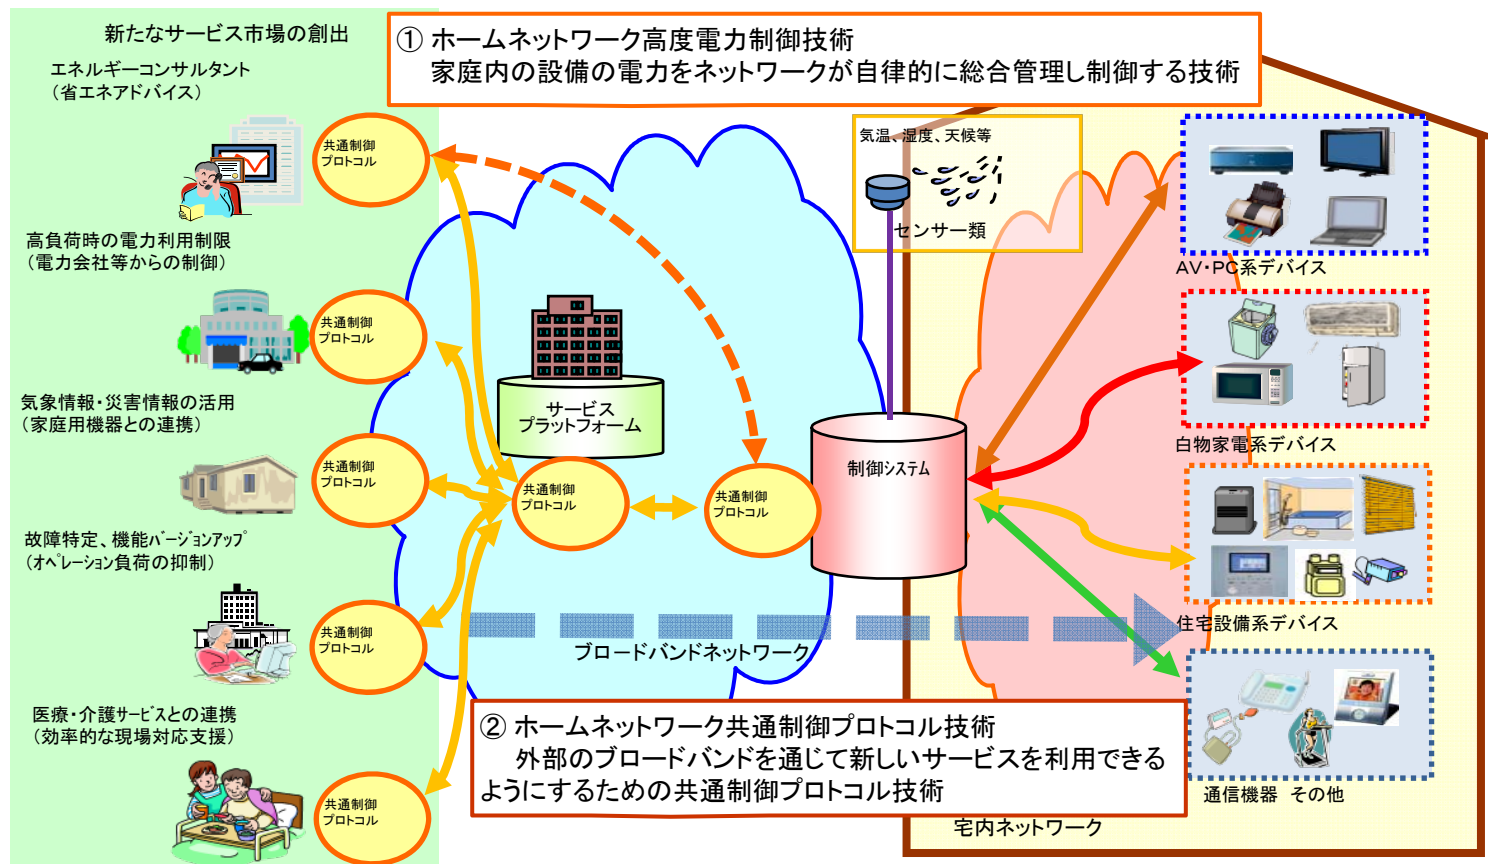 新たなサービス市場の創出
エネルギーコンサルタント
（省エネアドバイス）
共通制御
プロトコル
高負荷時の電力利用制限
（電力会社等からの制御）
共通制御
プロトコル
気象情報・災害情報の活用
（家庭用機器との連携）
共通制御
プロトコル
故障特定、機能ﾊﾞｰｼﾞｮﾝｱｯﾌﾟ
（ｵﾍﾟﾚｰｼｮﾝ負荷の抑制）
共通制御
プロトコル
医療・介護ｻｰﾋﾞｽとの連携
（効率的な現場対応支援）
共通制御
プロトコル
① ホームネットワーク高度電力制御技術
家庭内の設備の電力をネットワークが自律的に総合管理し制御する技術
気温、湿度、天候等
センサー類
サービス
プラットフォーム
共通制御
プロトコル
共通制御
プロトコル
制御ｼｽﾃﾑ
ブロードバンドネットワーク
ＡＶ・ＰＣ系デバイス
白物家電系デバイス
住宅設備系デバイス
通信機器 その他
② ホームネットワーク共通制御プロトコル技術
外部のブロードバンドを通じて新しいサービスを利用できる
ようにするための共通制御プロトコル技術
宅内ネットワーク